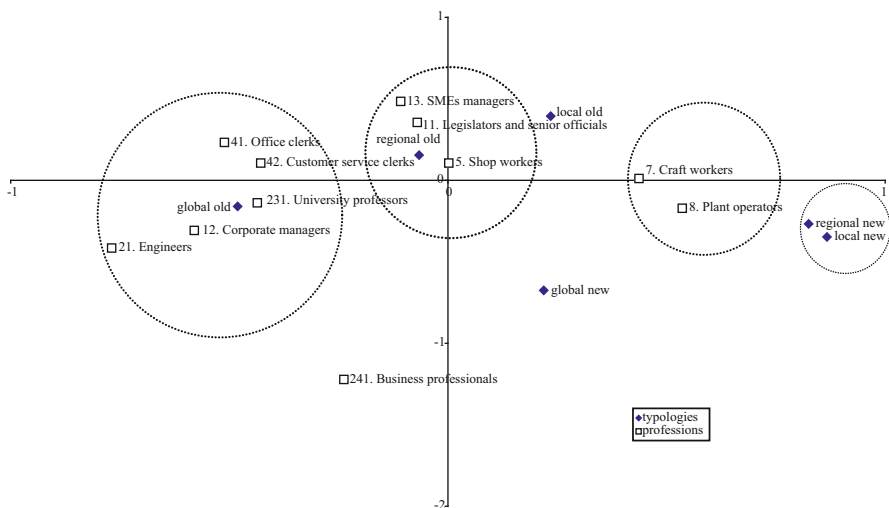 1
13. SMEs managers
local old
11. Legislators and senior officials
regional old
41. Office clerks
42. Customer service clerks
5. Shop workers
7. Craft workers
-1
0
1
231. University professors
global old
8. Plant operators
12. Corporate managers
regional new
local new
21. Engineers
global new
-1
241. Business professionals
typologies
professions
-2